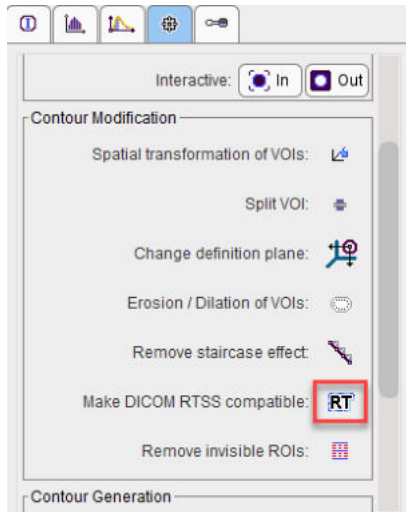 Interactive: In Out
Contour Modification
Spatial transformation of VOIs:
Split VOI:
Change definition plane:
Erosion / Dilation of VOIs:
Remove staircase effect:
Make DICOM RTSS compatible: RT
Remove invisible ROIs:
Contour Generation